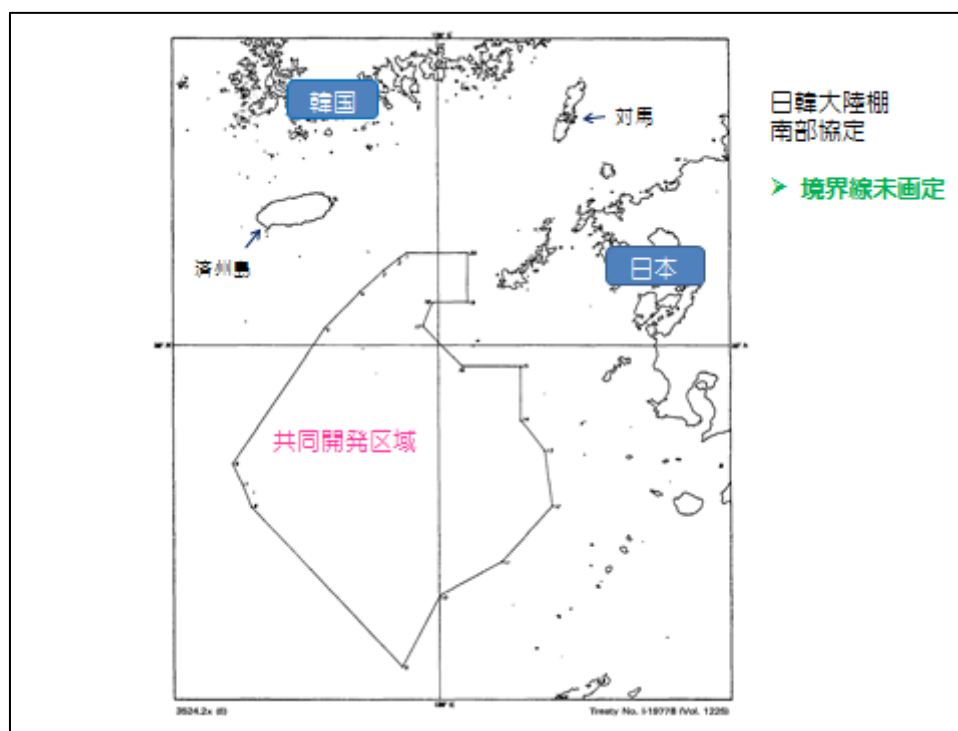 韓国
対馬
日韓大陸棚
南部協定
➤ 境界線未画定
済州島
日本
共同開発区域
Treaty No. I-19778 (Vol. 1225)